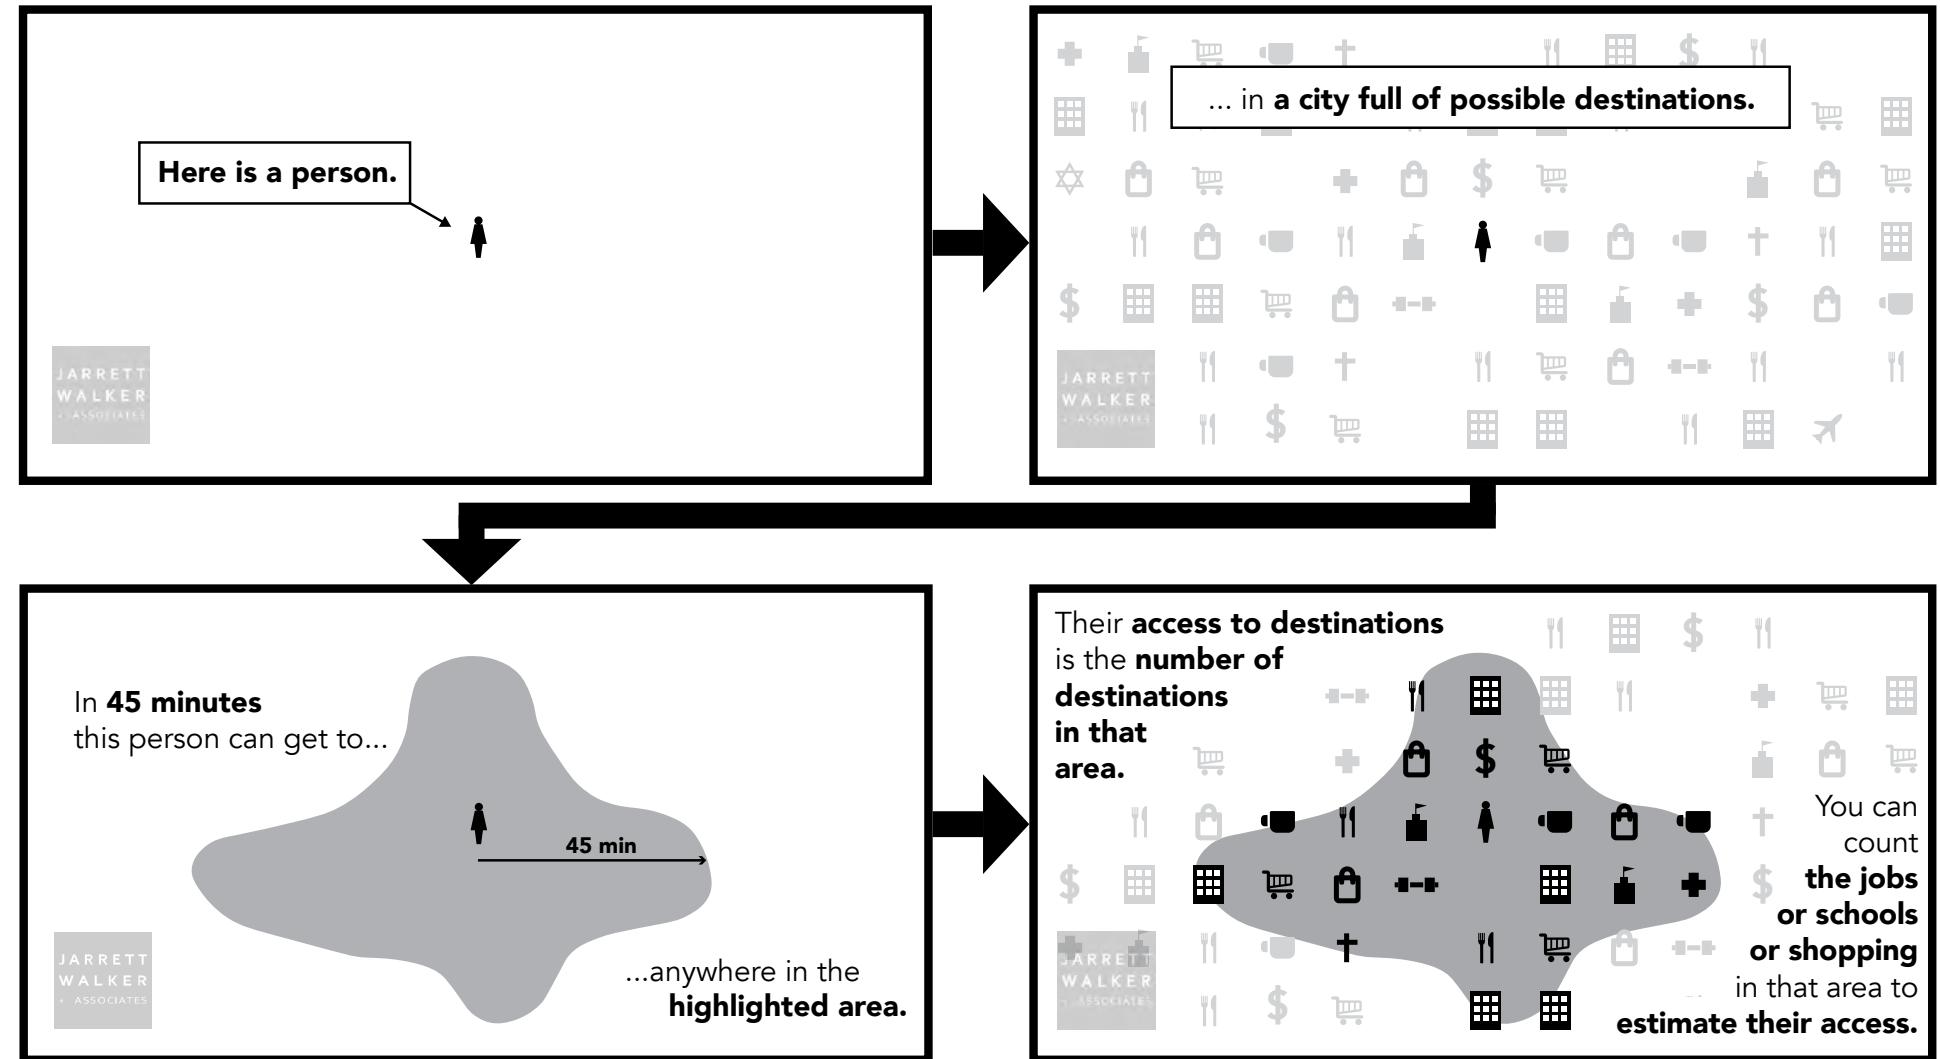 Here is a person.
JARRETT
WALKER
+ ASSOCIATES
... in a city full of possible destinations.
JARRETT
WALKER
+ ASSOCIATES
In 45 minutes
this person can get to...
45 min
...anywhere in the
highlighted area.
JARRETT
WALKER
+ ASSOCIATES
Their access to destinations
is the number of
destinations
in that
area.
You can
count
the jobs
or schools
or shopping
in that area to
estimate their access.
JARRETT
WALKER
+ ASSOCIATES